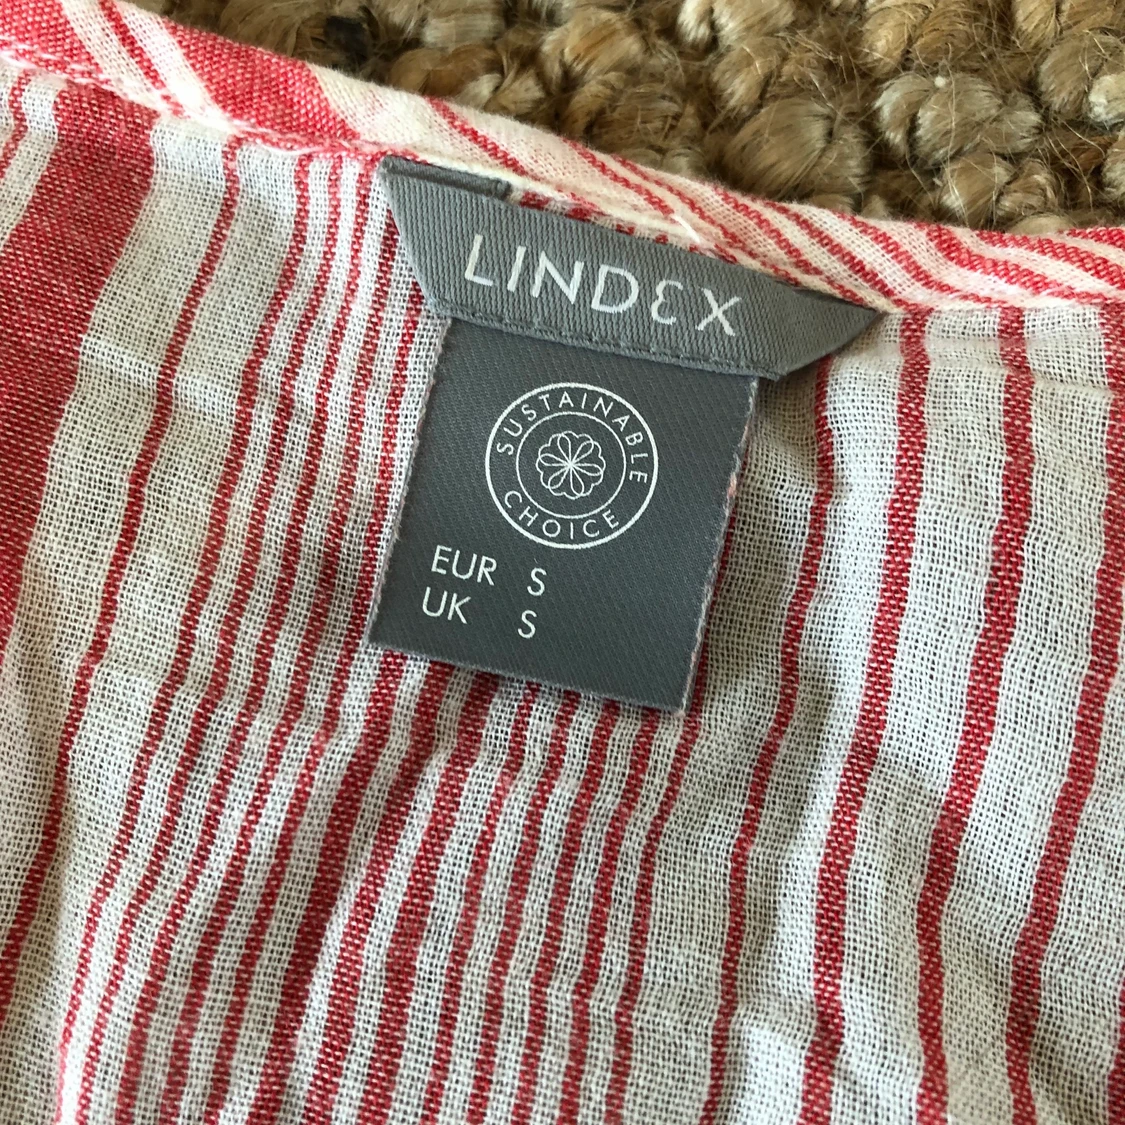 LINDEX
SUSTAINABLE
CHOICE
EUR S
UK S